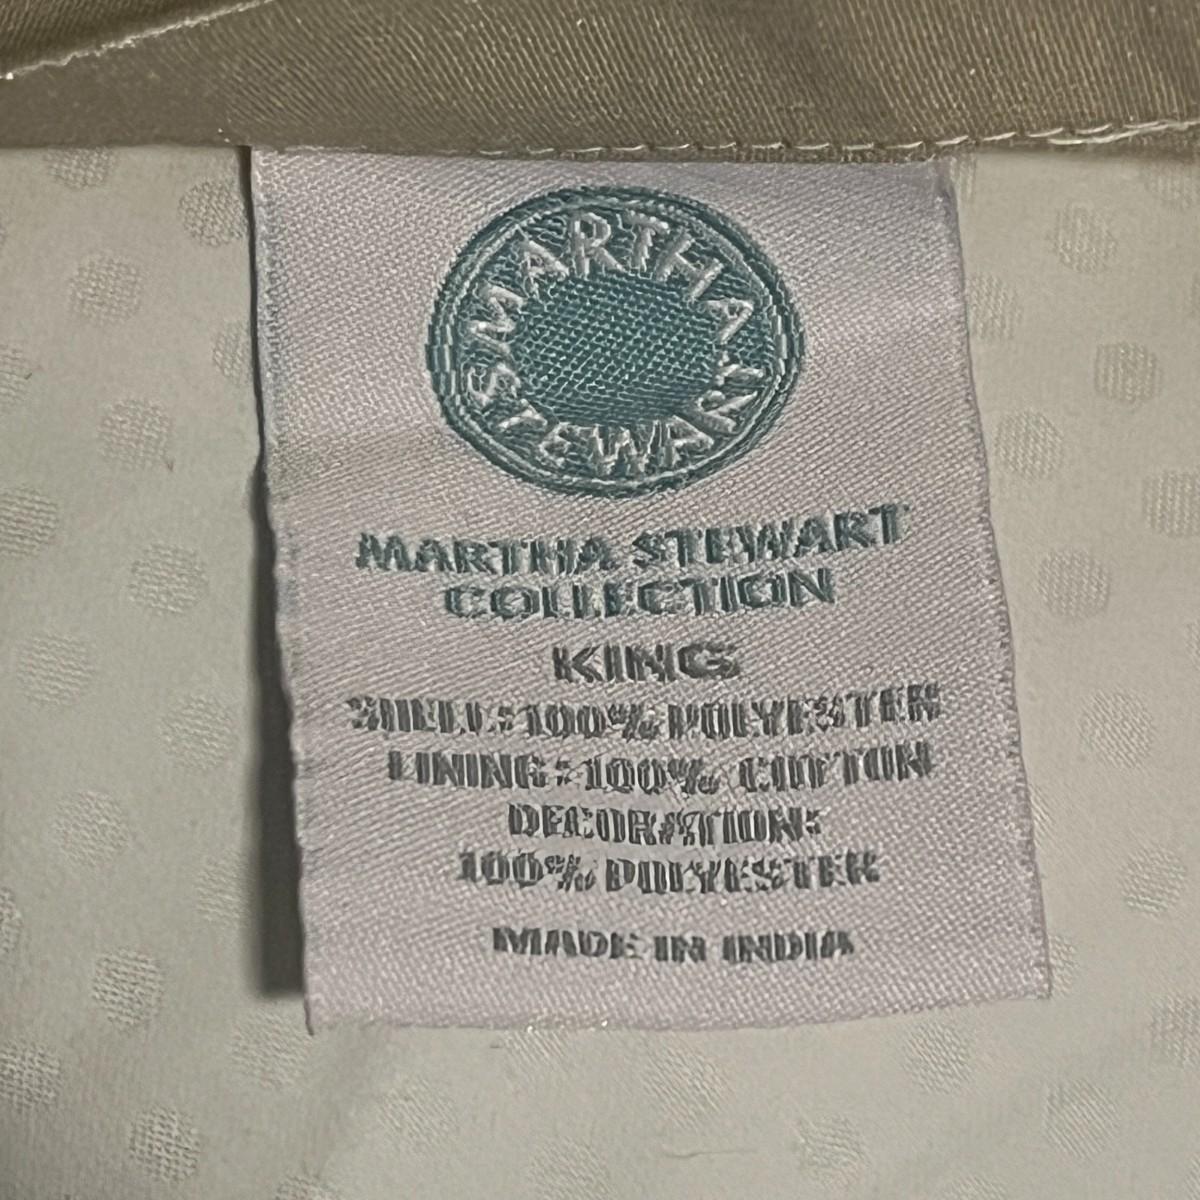 MARTHA STEWART
MARTHA STEWART
COLLECTION
KING
SHELL: 100% POLYESTER
LINING: 100% COTTON
DECORATION:
100% POLYESTER
MADE IN INDIA